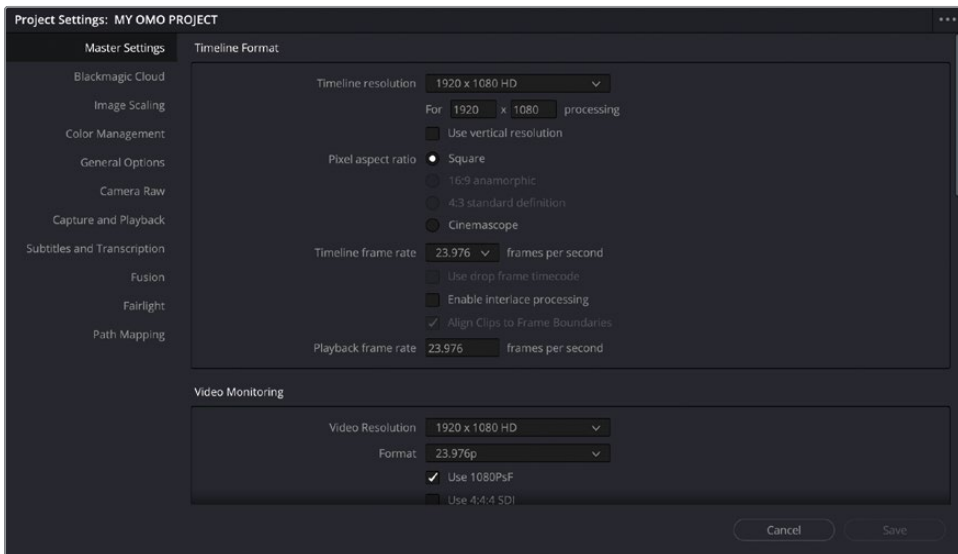 Project Settings: MY OMO PROJECT
Master Settings
Blackmagic Cloud
Image Scaling
Color Management
General Options
Camera Raw
Capture and Playback
Subtitles and Transcription
Fusion
Fairlight
Path Mapping
Timeline Format
Timeline resolution 1920 x 1080 HD
For 1920 x 1080 processing
Use vertical resolution
Pixel aspect ratio Square
16:9 anamorphic
4:3 standard definition
Cinemascope
Timeline frame rate 23.976 frames per second
Use drop frame timecode
Enable interlace processing
Align Clips to Frame Boundaries
Playback frame rate 23.976 frames per second
Video Monitoring
Video Resolution 1920 x 1080 HD
Format 23.976p
Use 1080PsF
Use 4:4:4 SDI
Cancel Save